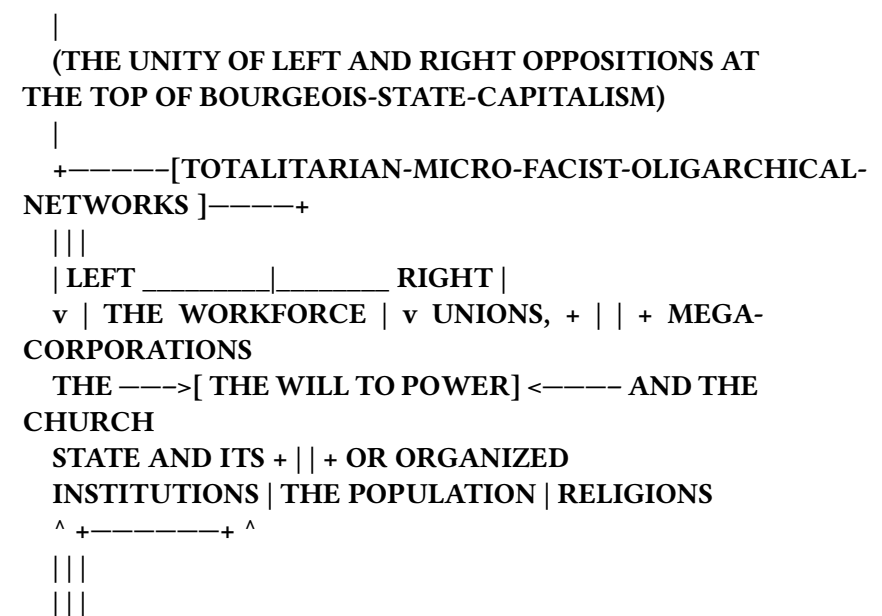 |
(THE UNITY OF LEFT AND RIGHT OPPOSITIONS AT
THE TOP OF BOURGEOIS-STATE-CAPITALISM)
|
+————–[TOTALITARIAN-MICRO-FACIST-OLIGARCHICAL-
NETWORKS ]————+
| | |
| LEFT _________|________ RIGHT |
v | THE WORKFORCE | v UNIONS, + | | + MEGA-
CORPORATIONS
THE ——–>[ THE WILL TO POWER] <———– AND THE
CHURCH
STATE AND ITS + | | + OR ORGANIZED
INSTITUTIONS | THE POPULATION | RELIGIONS
^ +——————+ ^
| | |
| | |